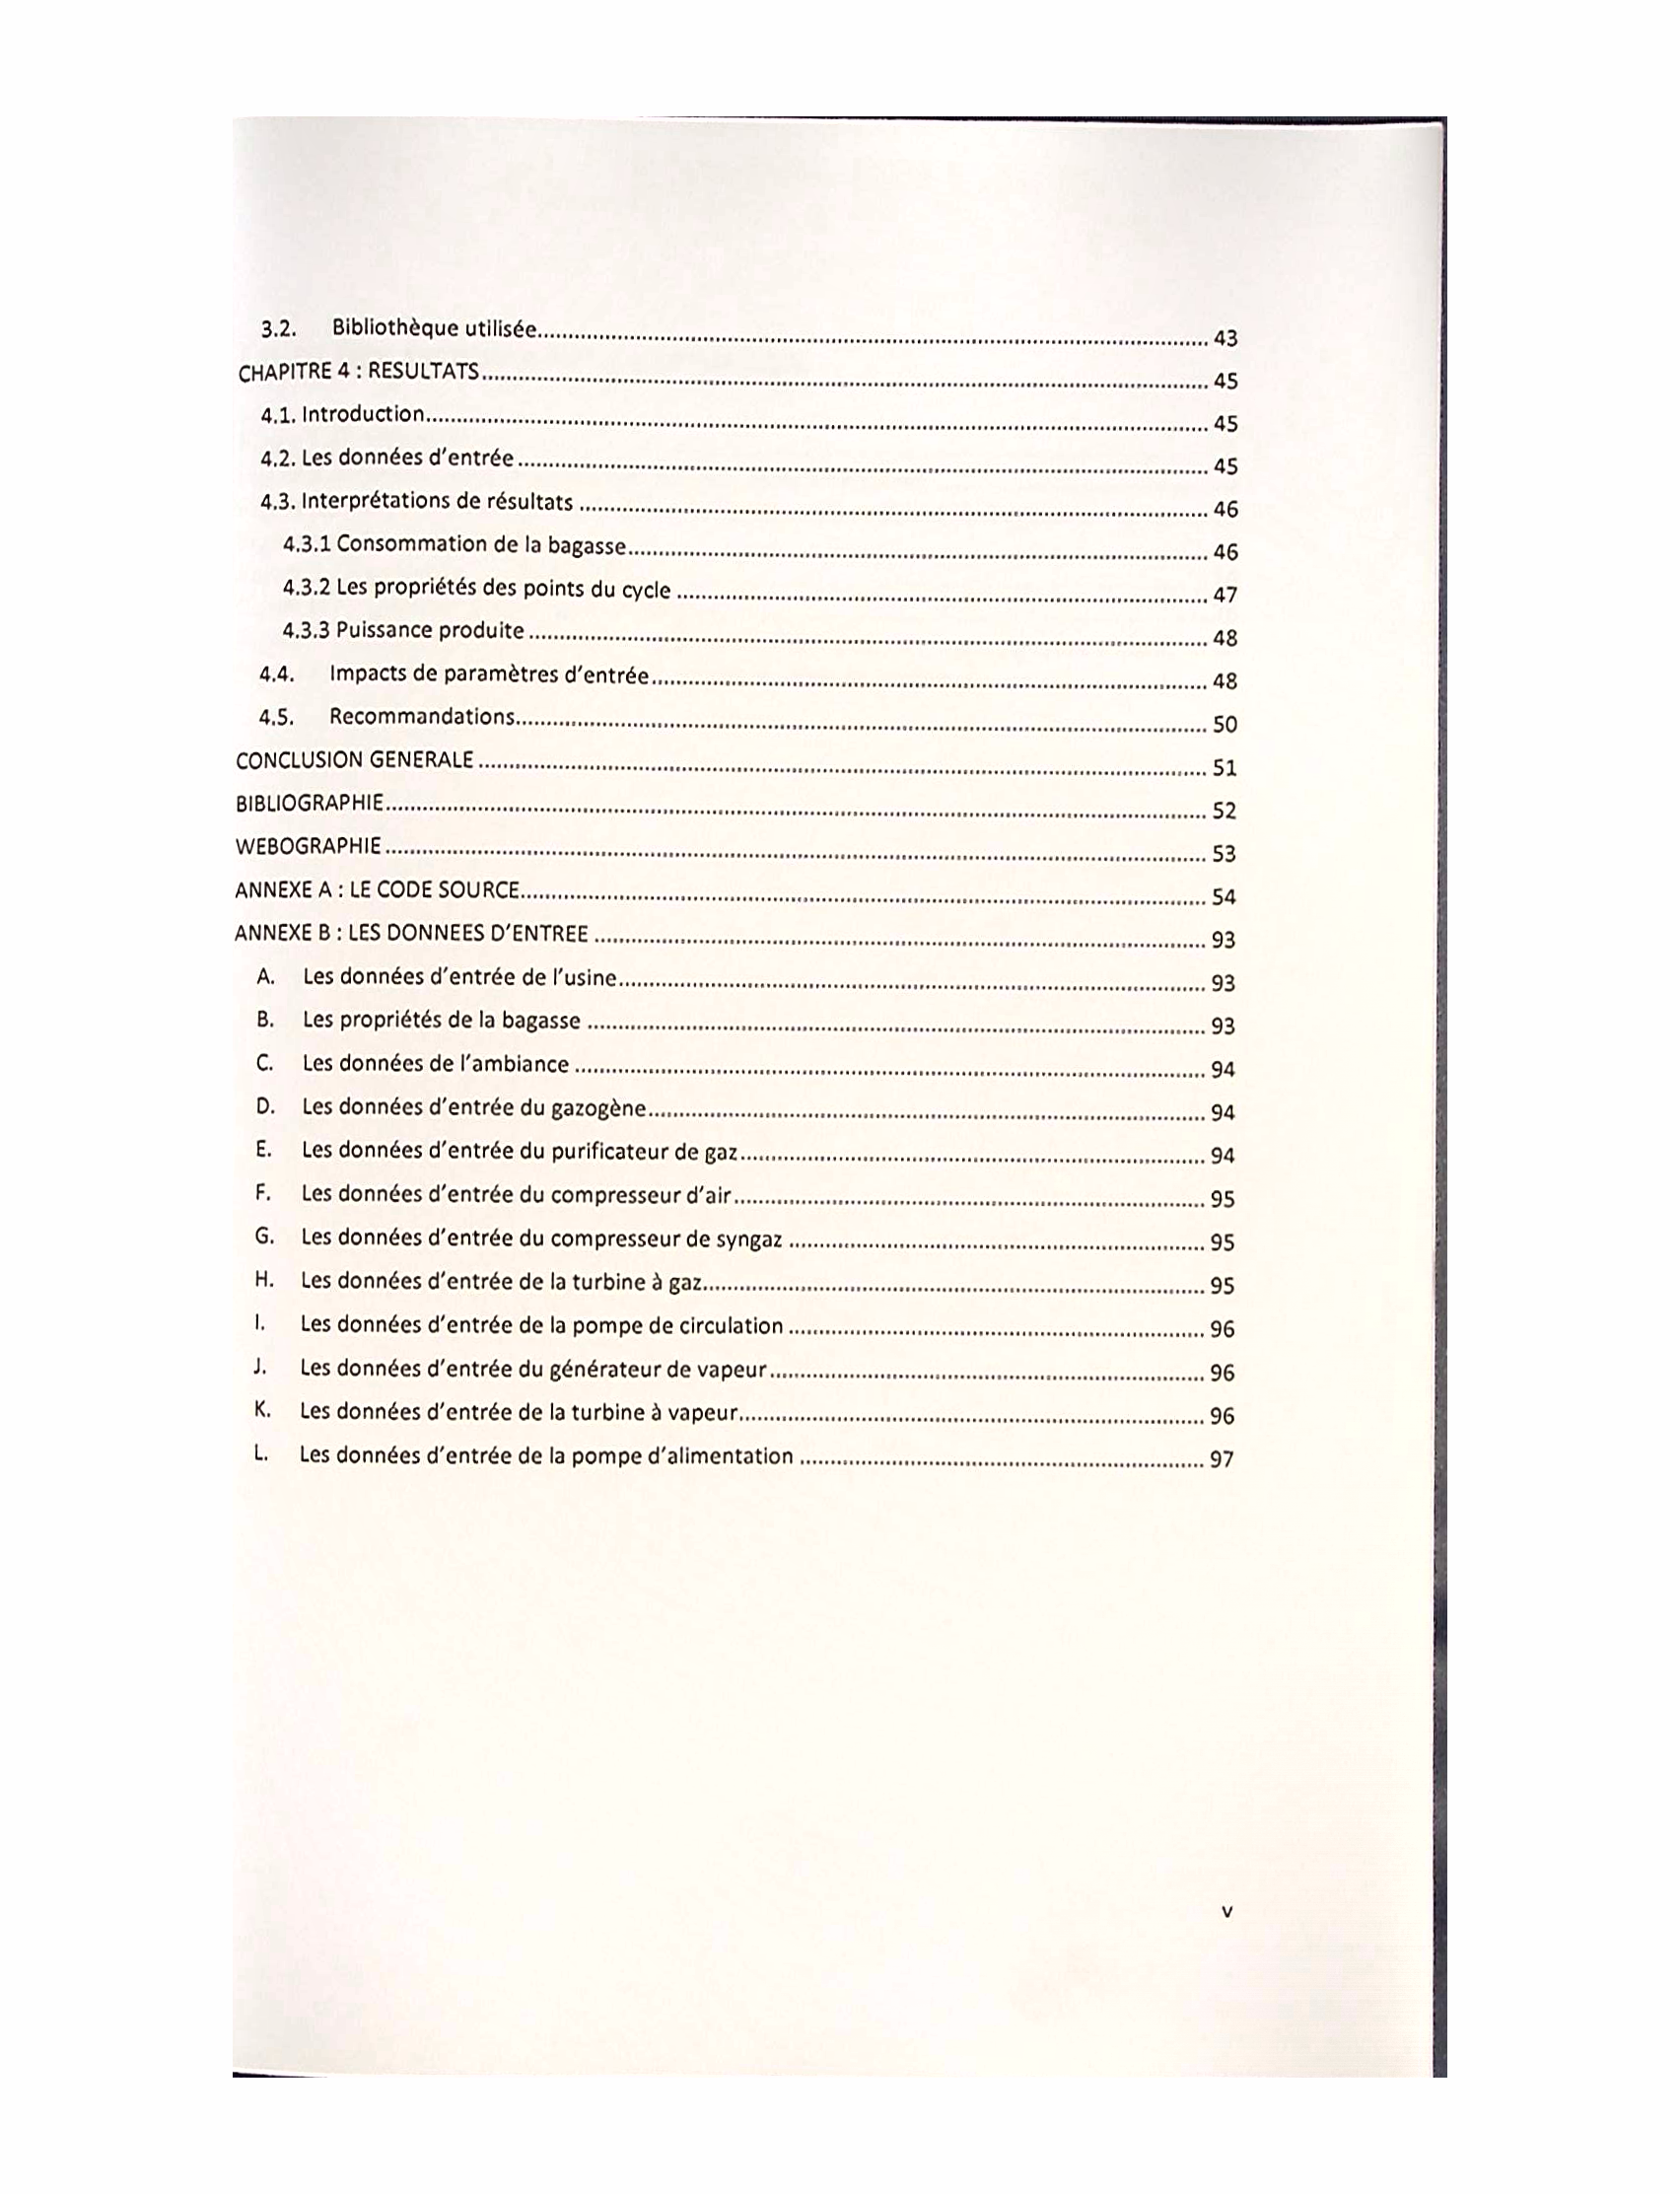 3.2. Bibliothèque utilisée........................................ 43
CHAPITRE 4 : RESULTATS........................................ 45
4.1. Introduction........................................ 45
4.2. Les données d'entrée ........................................ 45
4.3. Interprétations de résultats ........................................ 46
4.3.1 Consommation de la bagasse........................................ 46
4.3.2 Les propriétés des points du cycle ........................................ 47
4.3.3 Puissance produite ........................................ 48
4.4. Impacts de paramètres d'entrée........................................ 48
4.5. Recommandations........................................ 50
CONCLUSION GENERALE ........................................ 51
BIBLIOGRAPHIE........................................ 52
WEBOGRAPHIE ........................................ 53
ANNEXE A : LE CODE SOURCE........................................ 54
ANNEXE B : LES DONNEES D'ENTREE ........................................ 93
A. Les données d'entrée de l'usine........................................ 93
B. Les propriétés de la bagasse ........................................ 93
C. Les données de l'ambiance ........................................ 94
D. Les données d'entrée du gazogène........................................ 94
E. Les données d'entrée du purificateur de gaz........................................ 94
F. Les données d'entrée du compresseur d'air........................................ 95
G. Les données d'entrée du compresseur de syngaz ........................................ 95
H. Les données d'entrée de la turbine à gaz........................................ 95
I. Les données d'entrée de la pompe de circulation ........................................ 96
J. Les données d'entrée du générateur de vapeur........................................ 96
K. Les données d'entrée de la turbine à vapeur........................................ 96
L. Les données d'entrée de la pompe d'alimentation ........................................ 97
v